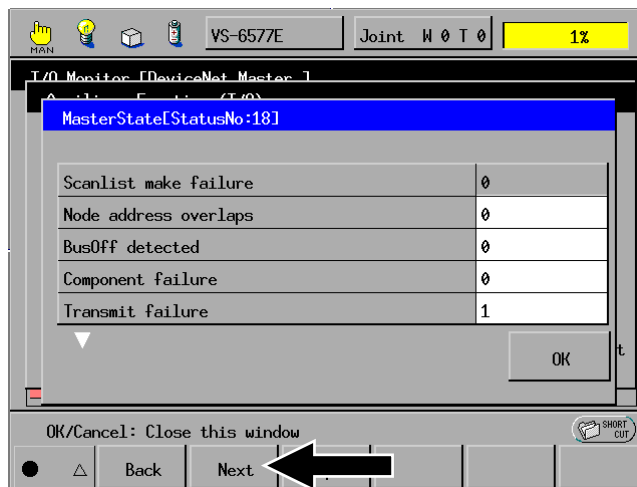 MAN
VS-6577E
Joint W 0 T 0
1%
I/O Monitor [DeviceNet Master ]
MasterState[StatusNo:18]
Scanlist make failure 0
Node address overlaps 0
BusOff detected 0
Component failure 0
Transmit failure 1
OK
OK/Cancel: Close this window
SHORT CUT
Back
Next